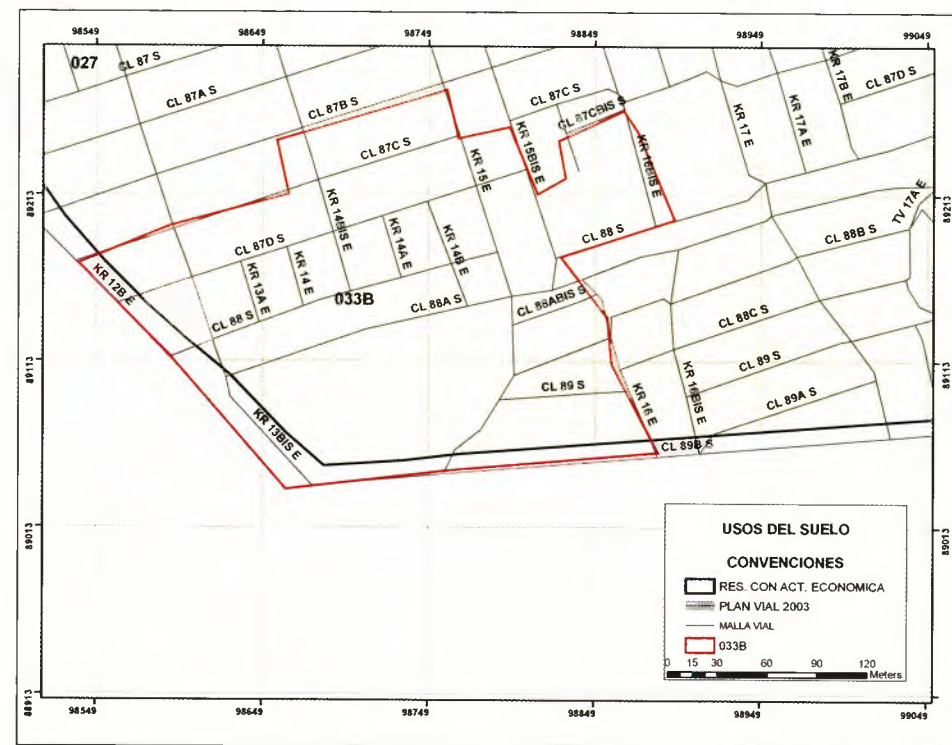 98549 98649 98749 98849 98949 99049
027
CL 87 S
CL 87A S
CL 87B S
CL 87C S
CL 87C S
CL 87CBIS S
KR 17B E
CL 87D S
KR 17 E
KR 17A E
KR 15BIS E
KR 15 E
KR 16BIS E
89213
89213
TV 17A E
KR 14BIS E
CL 87D S
CL 88 S
CL 88B S
KR 14A E
KR 14B E
KR 12B E
KR 13A E
KR 14 E
033B
CL 88A S
CL 88ABIS S
CL 88 S
CL 88C S
89113
89113
CL 89 S
CL 89 S
KR 16 E
KR 16BIS E
CL 89A S
KR 13BIS E
CL 89B S
89013
89013
USOS DEL SUELO
CONVENCIONES
RES. CON ACT. ECONOMICA
PLAN VIAL 2003
MALLA VIAL
033B
0 15 30 60 90 120
Meters
88913
88913
98549 98649 98749 98849 98949 99049